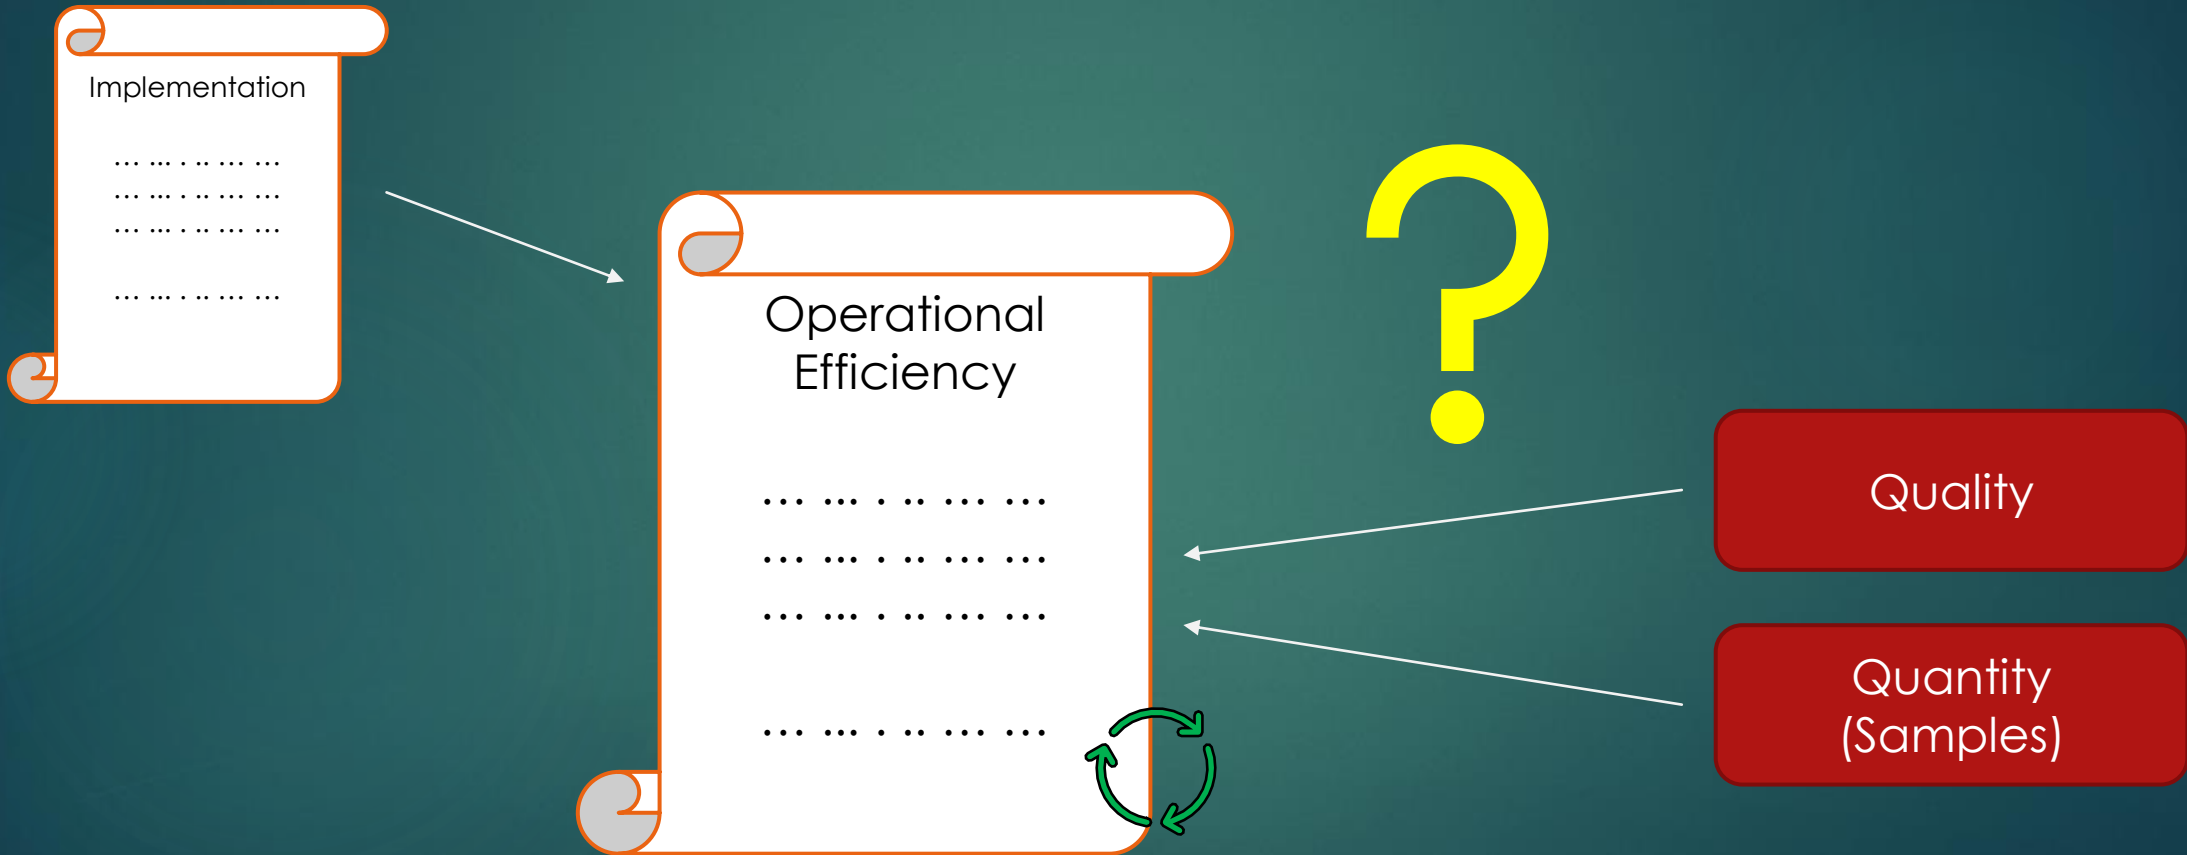 Implementation
… ... . .. … …
… ... . .. … …
… ... . .. … …
… ... . .. … …
Operational
Efficiency
… ... . .. … …
… ... . .. … …
… ... . .. … …
… ... . .. … …
?
Quality
Quantity
(Samples)